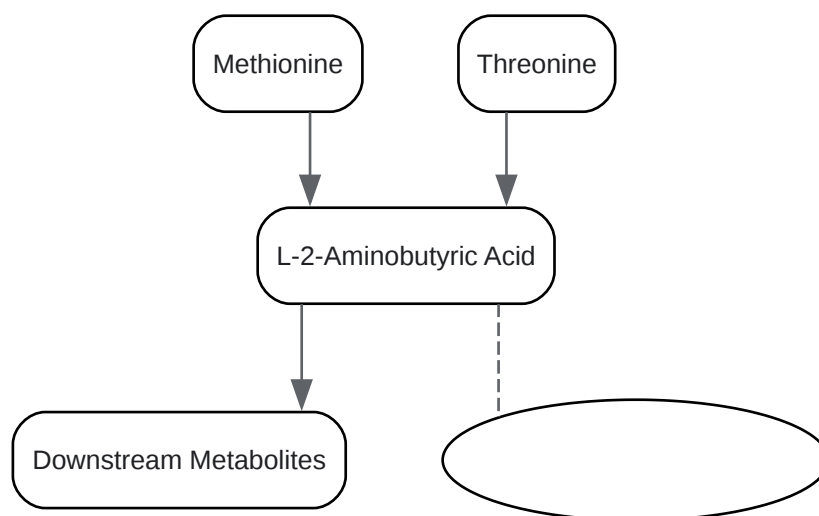 Methionine
Threonine
L-2-Aminobutyric Acid
Downstream Metabolites